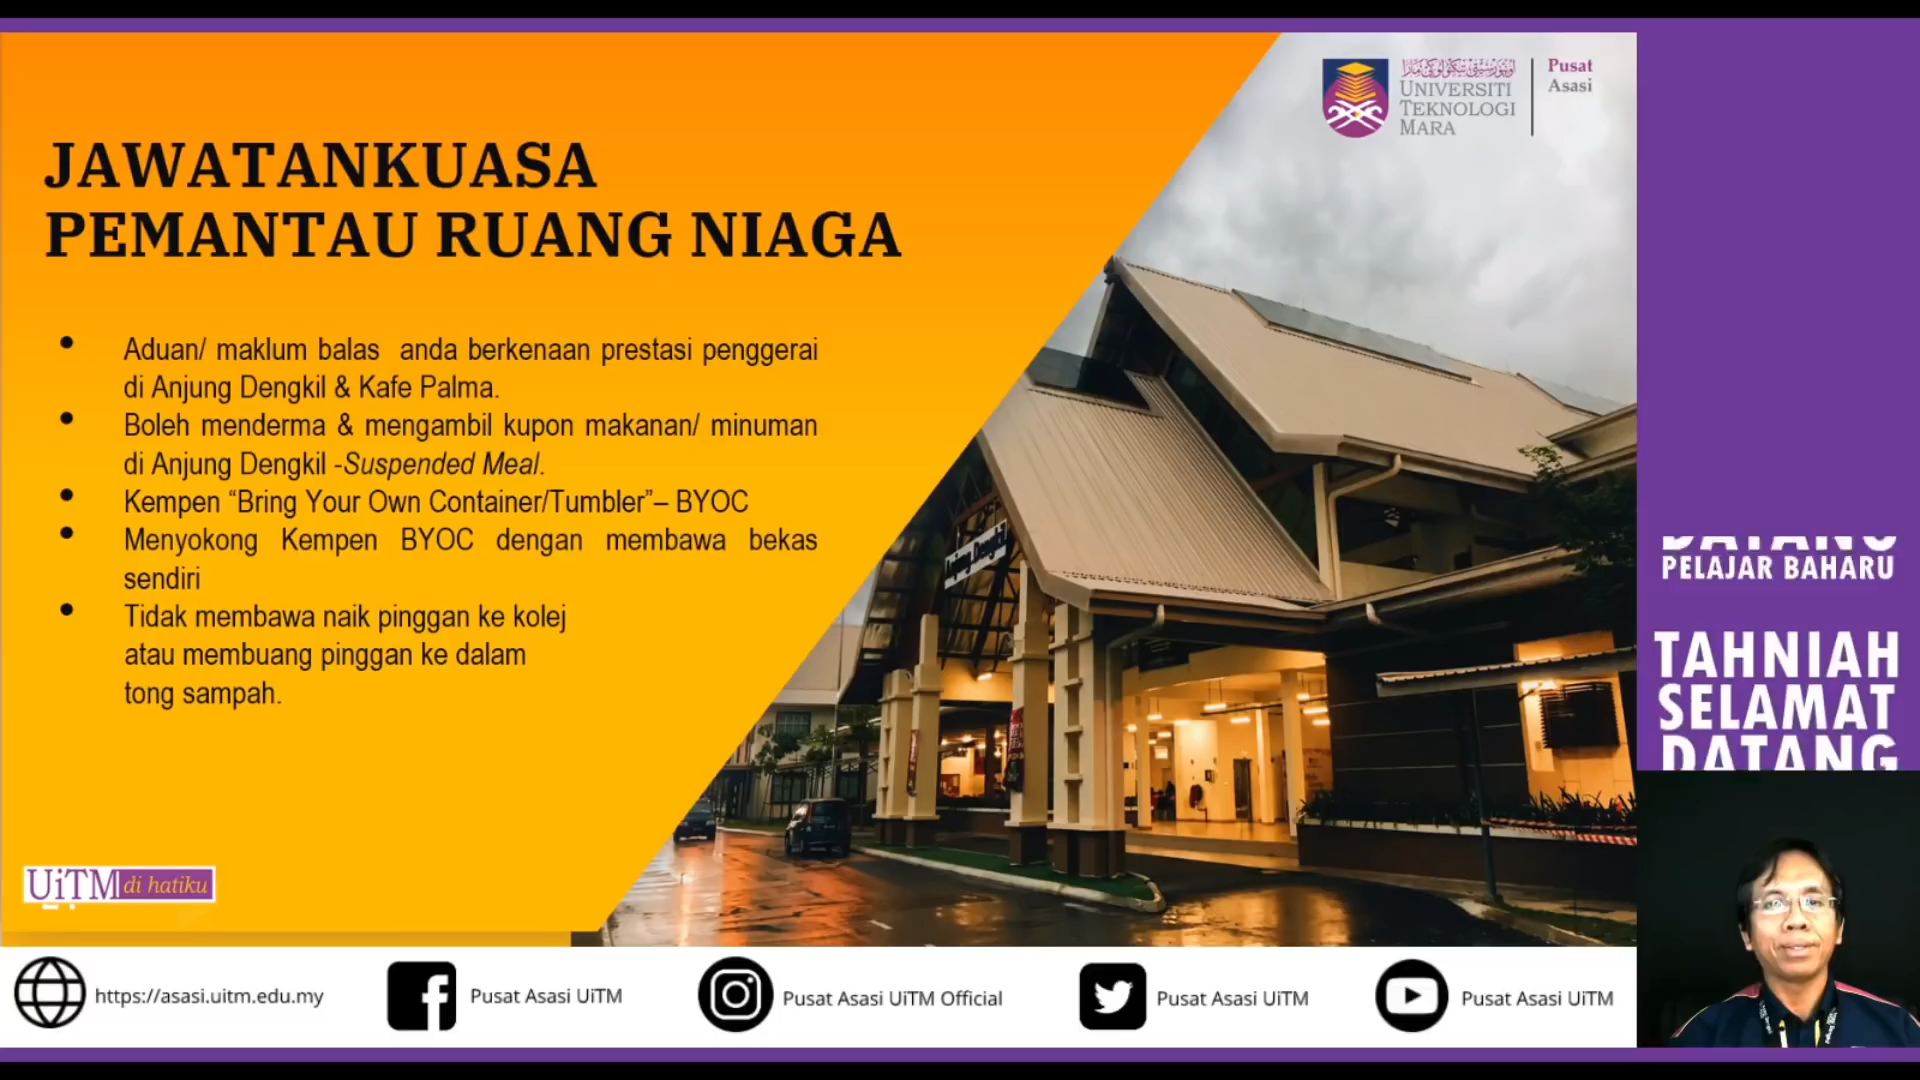 UNIVERSITI
TEKNOLOGI
MARA
Pusat
Asasi
JAWATANKUASA
PEMANTAU RUANG NIAGA
• Aduan/ maklum balas anda berkenaan prestasi penggerai
di Anjung Dengkil & Kafe Palma.
• Boleh menderma & mengambil kupon makanan/ minuman
di Anjung Dengkil -Suspended Meal.
• Kempen “Bring Your Own Container/Tumbler”– BYOC
• Menyokong Kempen BYOC dengan membawa bekas
sendiri
• Tidak membawa naik pinggan ke kolej
atau membuang pinggan ke dalam
tong sampah.
Anjung Dengkil
DATANG
PELAJAR BAHARU
TAHNIAH
SELAMAT
DATANG
UiTM di hatiku
https://asasi.uitm.edu.my
Pusat Asasi UiTM
Pusat Asasi UiTM Official
Pusat Asasi UiTM
Pusat Asasi UiTM